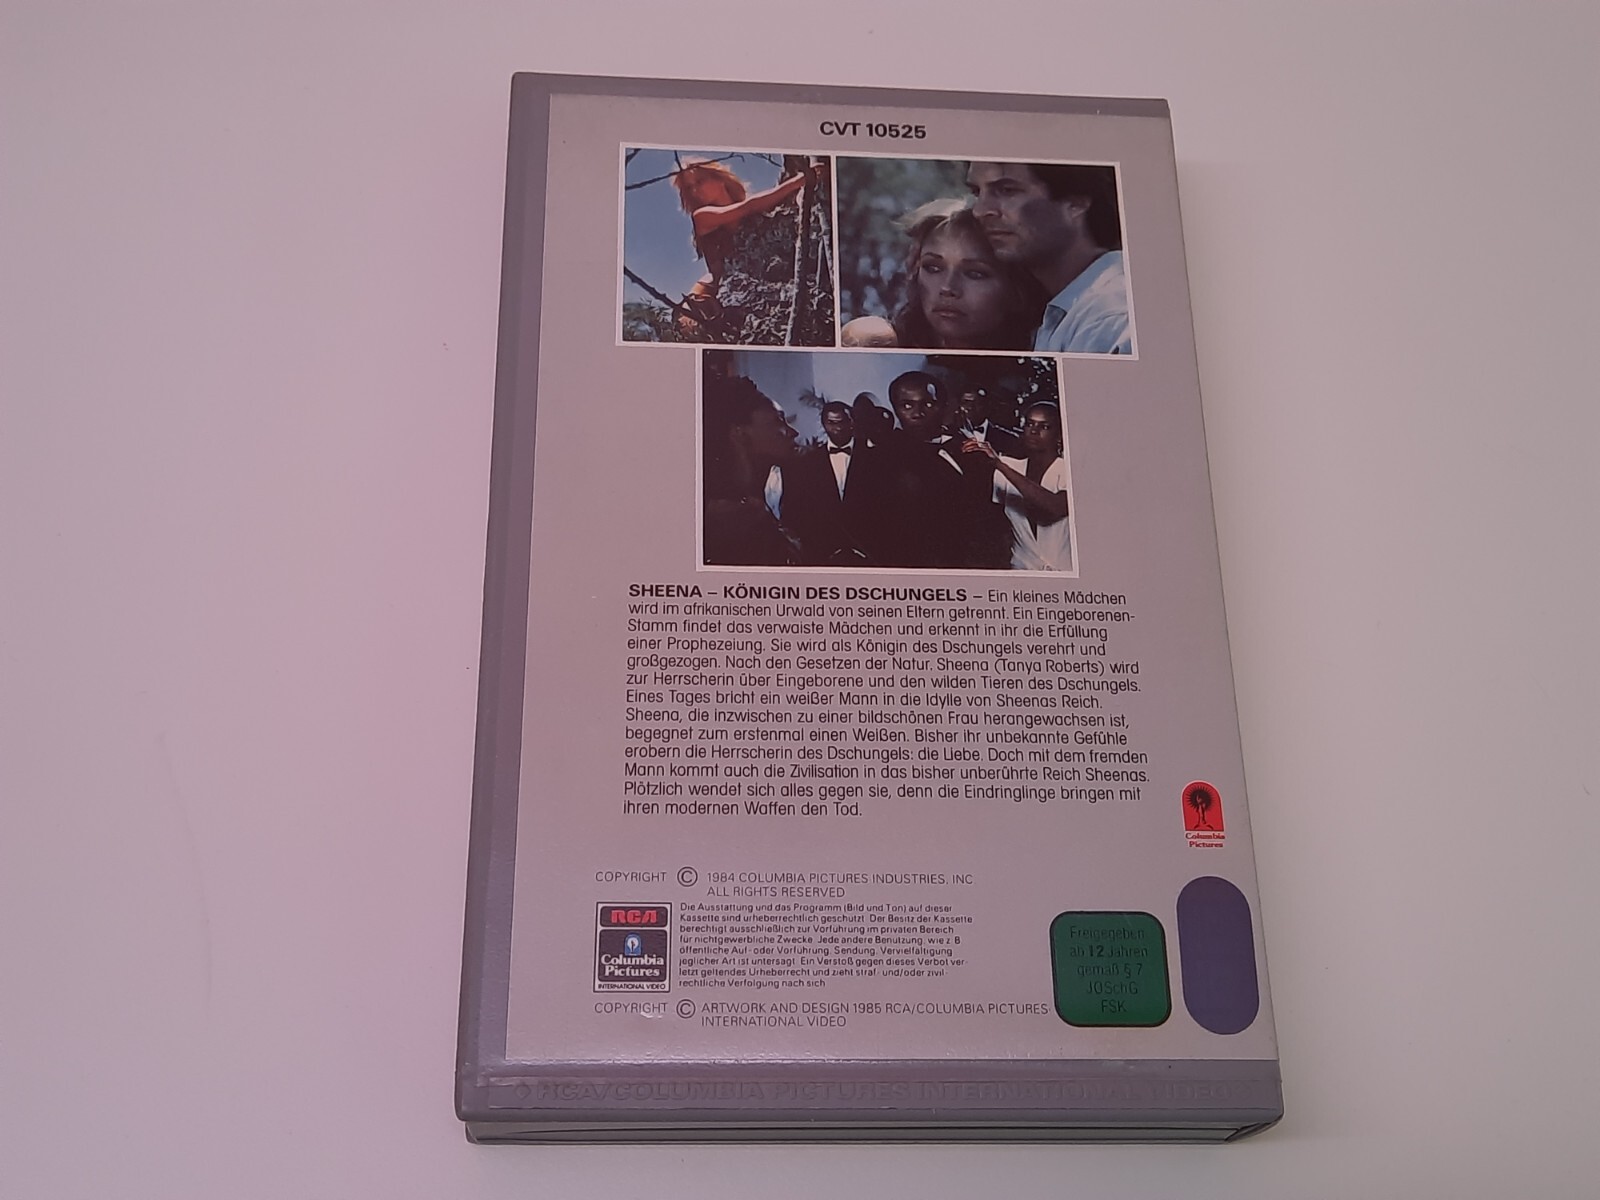 CVT 10525
SHEENA – KÖNIGIN DES DSCHUNGELS – Ein kleines Mädchen
wird im afrikanischen Urwald von seinen Eltern getrennt. Ein Eingeborenen-
Stamm findet das verwaiste Mädchen und erkennt in ihr die Erfüllung
einer Prophezeiung. Sie wird als Königin des Dschungels verehrt und
großgezogen. Nach den Gesetzen der Natur. Sheena (Tanya Roberts) wird
zur Herrscherin über Eingeborene und den wilden Tieren des Dschungels.
Eines Tages bricht ein weißer Mann in die Idylle von Sheenas Reich.
Sheena, die inzwischen zu einer bildschönen Frau herangewachsen ist,
begegnet zum erstenmal einen Weißen. Bisher ihr unbekannte Gefühle
erobern die Herrscherin des Dschungels: die Liebe. Doch mit dem fremden
Mann kommt auch die Zivilisation in das bisher unberührte Reich Sheenas.
Plötzlich wendet sich alles gegen sie, denn die Eindringlinge bringen mit
ihren modernen Waffen den Tod.
Columbia
Pictures
COPYRIGHT © 1984 COLUMBIA PICTURES INDUSTRIES, INC.
ALL RIGHTS RESERVED
RCA
Columbia
Pictures
INTERNATIONAL VIDEO
Die Ausstattung und das Programm (Bild und Ton) auf dieser
Kassette sind urheberrechtlich geschützt. Der Besitz der Kassette
berechtigt ausschließlich zur Vorführung im privaten Bereich
für nichtgewerbliche Zwecke. Jede andere Benutzung, wie z. B.
öffentliche Auf- oder Vorführung, Sendung, Vervielfältigung
jeglicher Art ist untersagt. Ein Verstoß gegen dieses Verbot ver-
letzt geltendes Urheberrecht und zieht straf- und/oder zivil-
rechtliche Verfolgung nach sich
COPYRIGHT © ARTWORK AND DESIGN 1985 RCA/COLUMBIA PICTURES
INTERNATIONAL VIDEO
Freigegeben
ab 12 Jahren
gemäß § 7
JÖSchG
FSK
RCA/COLUMBIA PICTURES INTERNATIONAL VIDEO